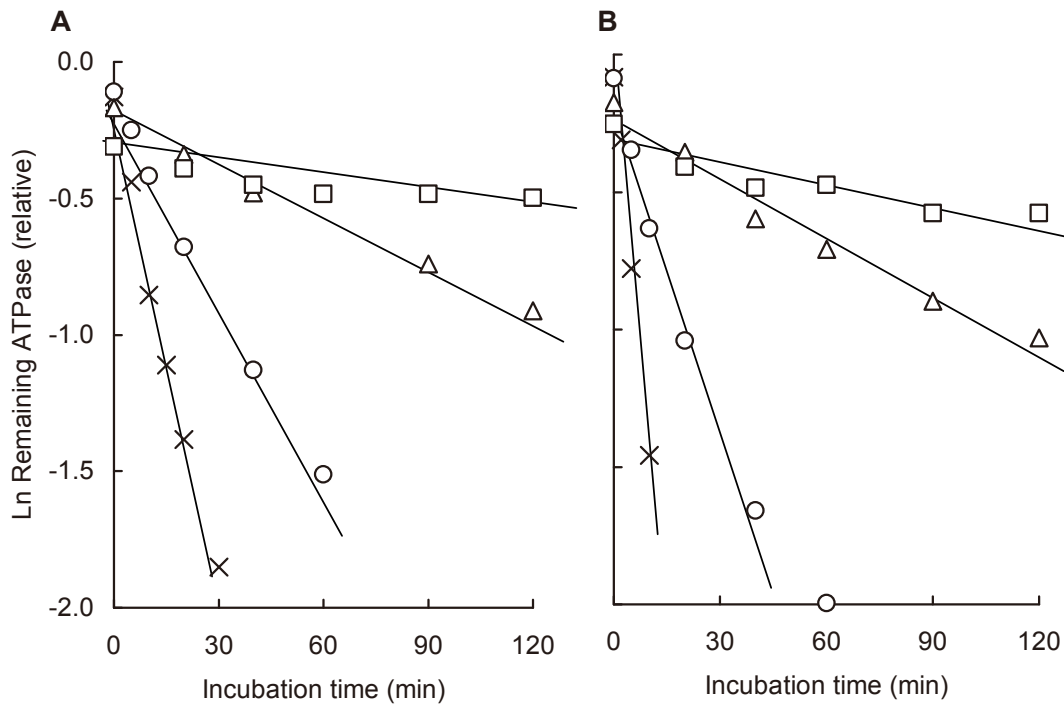 A
B
0.0
-0.5
-1.0
-1.5
-2.0
Ln Remaining ATPase (relative)
0 30 60 90 120
0 30 60 90 120
Incubation time (min)
Incubation time (min)